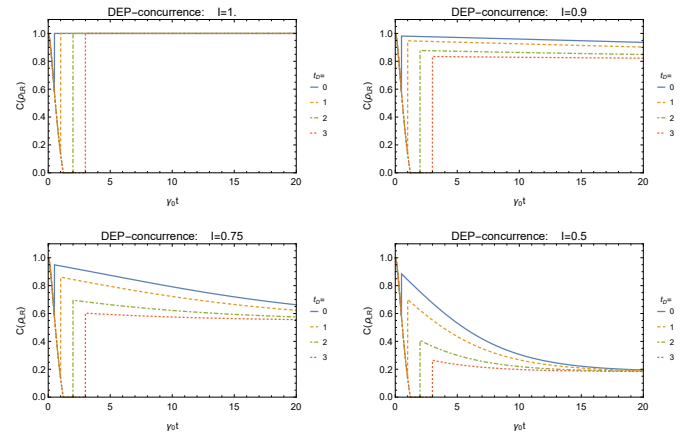 DEP−concurrence: I=1.
C(ρLR)
1.0
0.8
0.6
0.4
0.2
0.0
0 5 10 15 20
γ0t
tD=
0
1
2
3
DEP−concurrence: I=0.9
C(ρLR)
1.0
0.8
0.6
0.4
0.2
0.0
0 5 10 15 20
γ0t
tD=
0
1
2
3
DEP−concurrence: I=0.75
C(ρLR)
1.0
0.8
0.6
0.4
0.2
0.0
0 5 10 15 20
γ0t
tD=
0
1
2
3
DEP−concurrence: I=0.5
C(ρLR)
1.0
0.8
0.6
0.4
0.2
0.0
0 5 10 15 20
γ0t
tD=
0
1
2
3